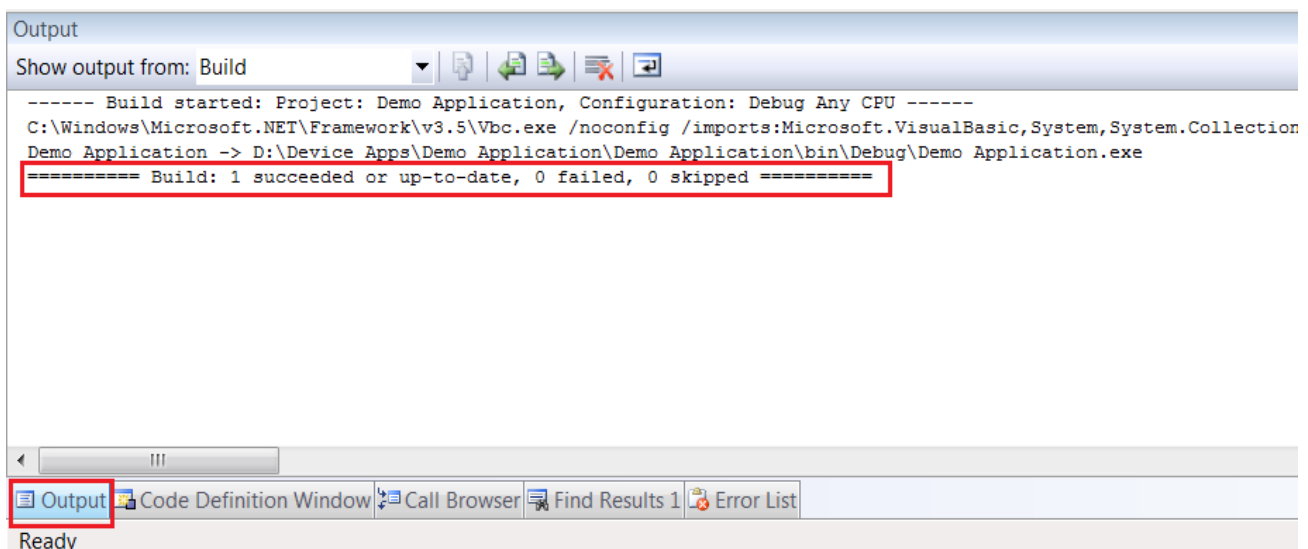 Output
Show output from: Build
------ Build started: Project: Demo Application, Configuration: Debug Any CPU ------
C:\Windows\Microsoft.NET\Framework\v3.5\Vbc.exe /noconfig /imports:Microsoft.VisualBasic,System,System.Collection
Demo Application -> D:\Device Apps\Demo Application\Demo Application\bin\Debug\Demo Application.exe
========== Build: 1 succeeded or up-to-date, 0 failed, 0 skipped ==========
Output Code Definition Window Call Browser Find Results 1 Error List
Ready